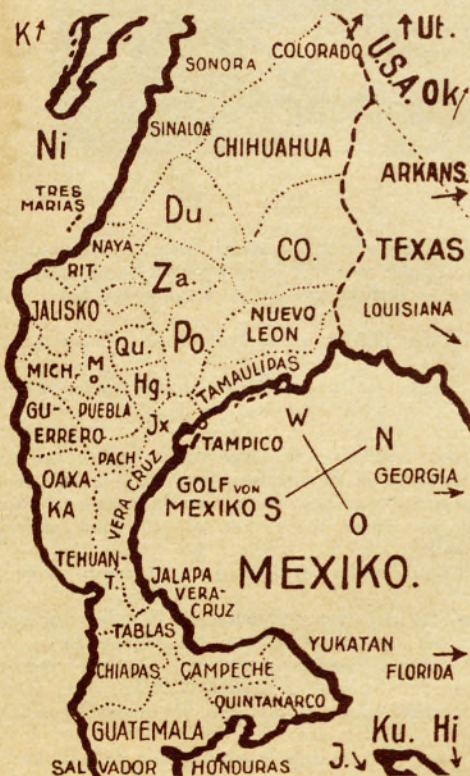 K↑
COLORADO
↑Ut.
SONORA
U.S.A.
Ok↑
SINALOA
Ni
CHIHUAHUA
ARKANS.
TRES
MARIAS
Du.
NAYA
RIT.
CO.
TEXAS
Za.
JALISKO
NUEVO
LEON
LOUISIANA
Qu.
Po.
MICH.
M
Hg.
TAMAULIPAS
GU-
ERRERO
PUEBLA
Jx
TAMPICO
W
N
S
O
PACH
OAXA-
KA
VERA CRUZ
GOLF VON
MEXIKO
GEORGIA
TEHUAN-
T.
JALAPA
VERA-
CRUZ
MEXIKO.
TABLAS
YUKATAN
CHIAPAS
CAMPECHE
FLORIDA
QUINTANARCO
GUATEMALA
Ku.
Hi
J.
SALVADOR
HONDURAS